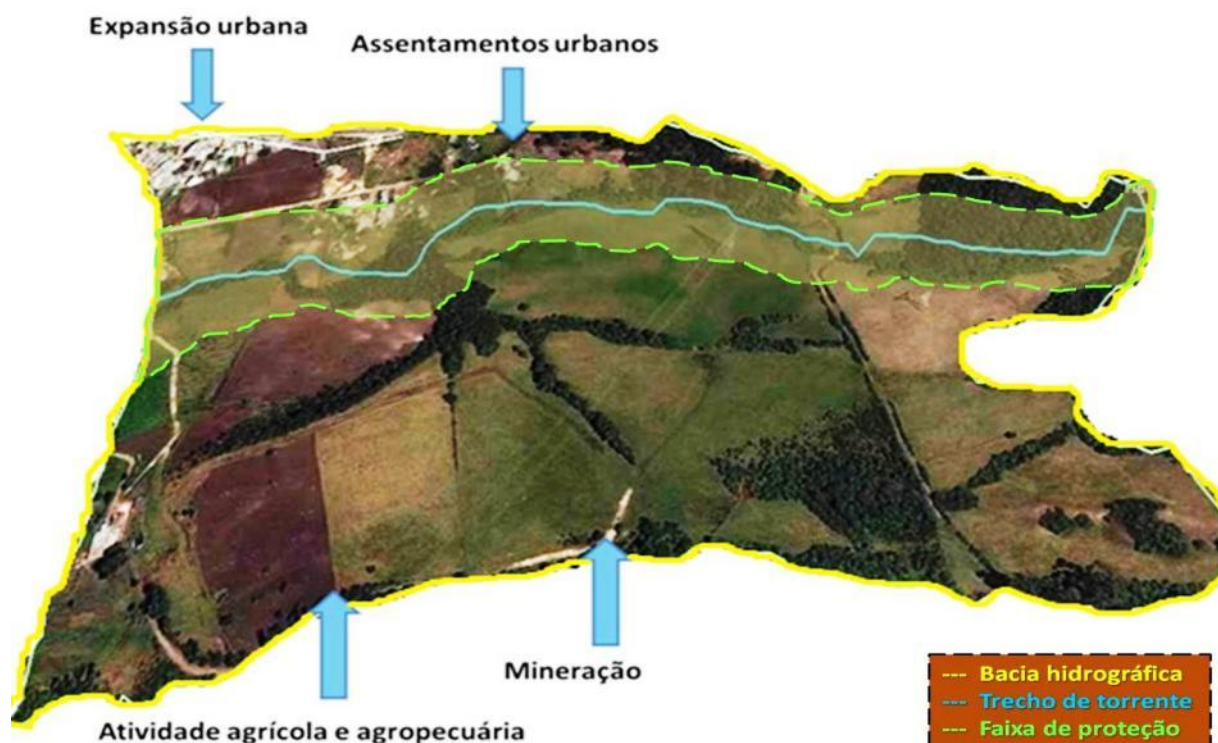 Expansão urbana
Assentamentos urbanos
Mineração
Atividade agrícola e agropecuária
--- Bacia hidrográfica
--- Trecho de torrente
--- Faixa de proteção